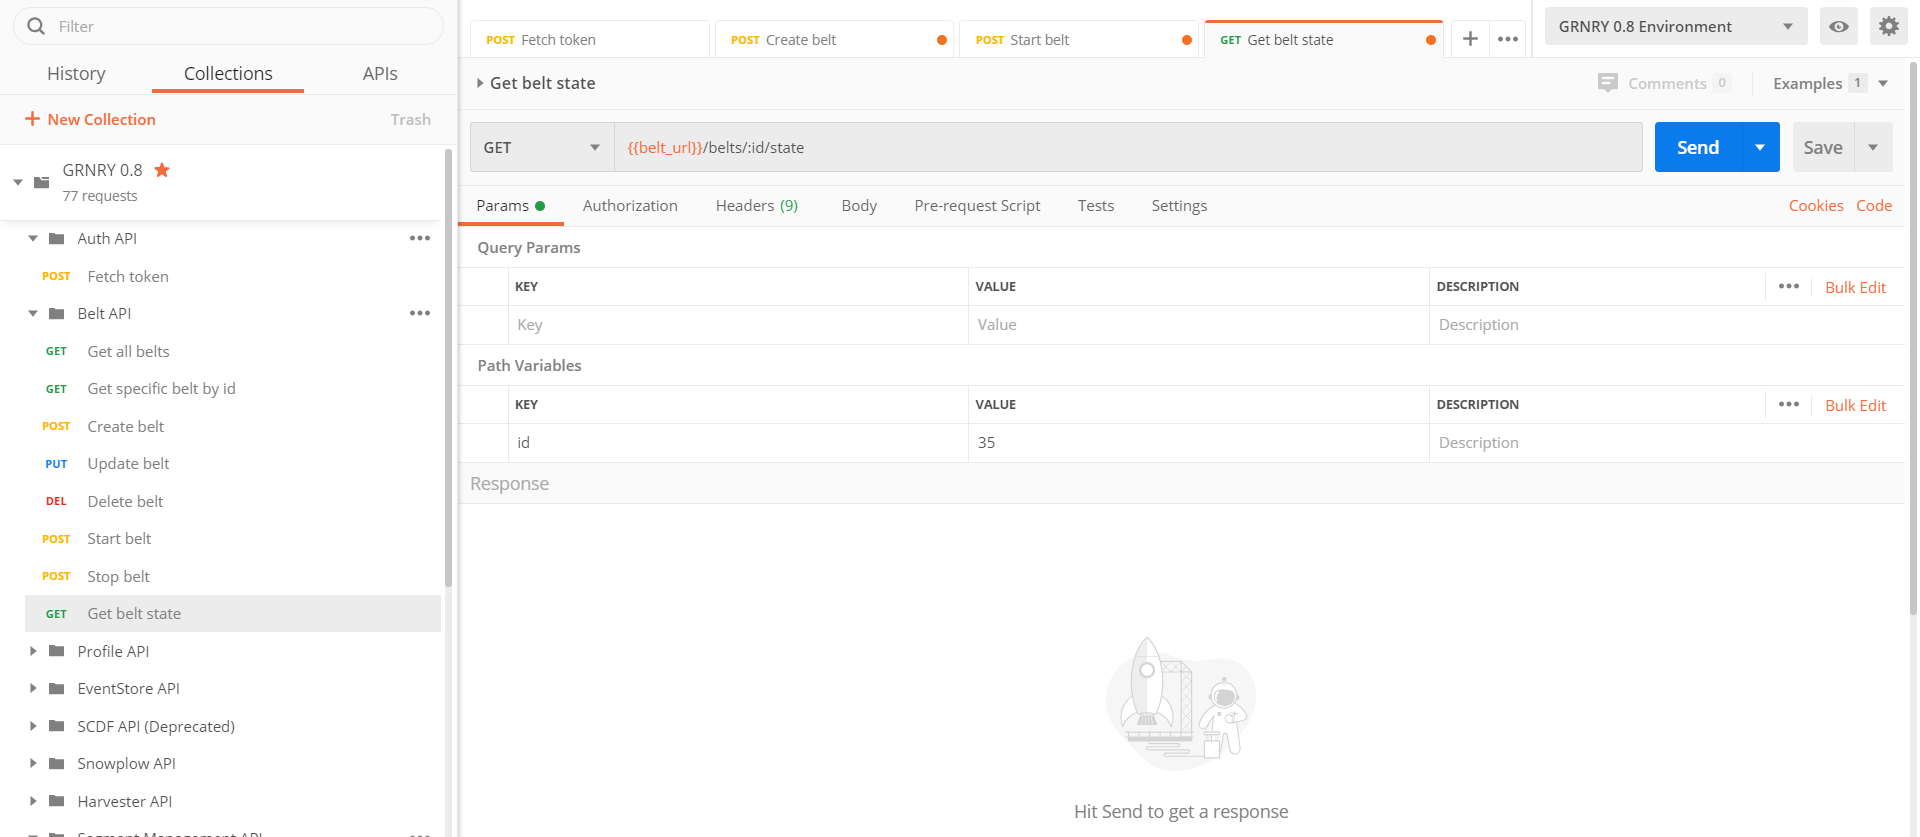 Filter
History Collections APIs
+ New Collection Trash
GRNRY 0.8
77 requests
Auth API
POST Fetch token
Belt API
GET Get all belts
GET Get specific belt by id
POST Create belt
PUT Update belt
DEL Delete belt
POST Start belt
POST Stop belt
GET Get belt state
Profile API
EventStore API
SCDF API (Deprecated)
Snowplow API
Harvester API
Segment Management API
POST Fetch token POST Create belt POST Start belt GET Get belt state
GRNRY 0.8 Environment
Get belt state
Comments 0 Examples 1
GET {{belt_url}}/belts/:id/state Send Save
Params Authorization Headers (9) Body Pre-request Script Tests Settings Cookies Code
Query Params
KEY VALUE DESCRIPTION Bulk Edit
Key Value Description
Path Variables
KEY VALUE DESCRIPTION Bulk Edit
id 35 Description
Response
Hit Send to get a response